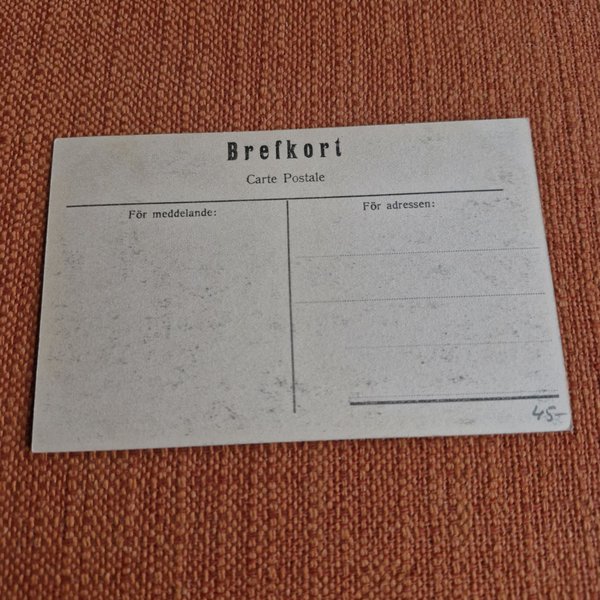 Brefkort
Carte Postale
För meddelande:
För adressen:
45-